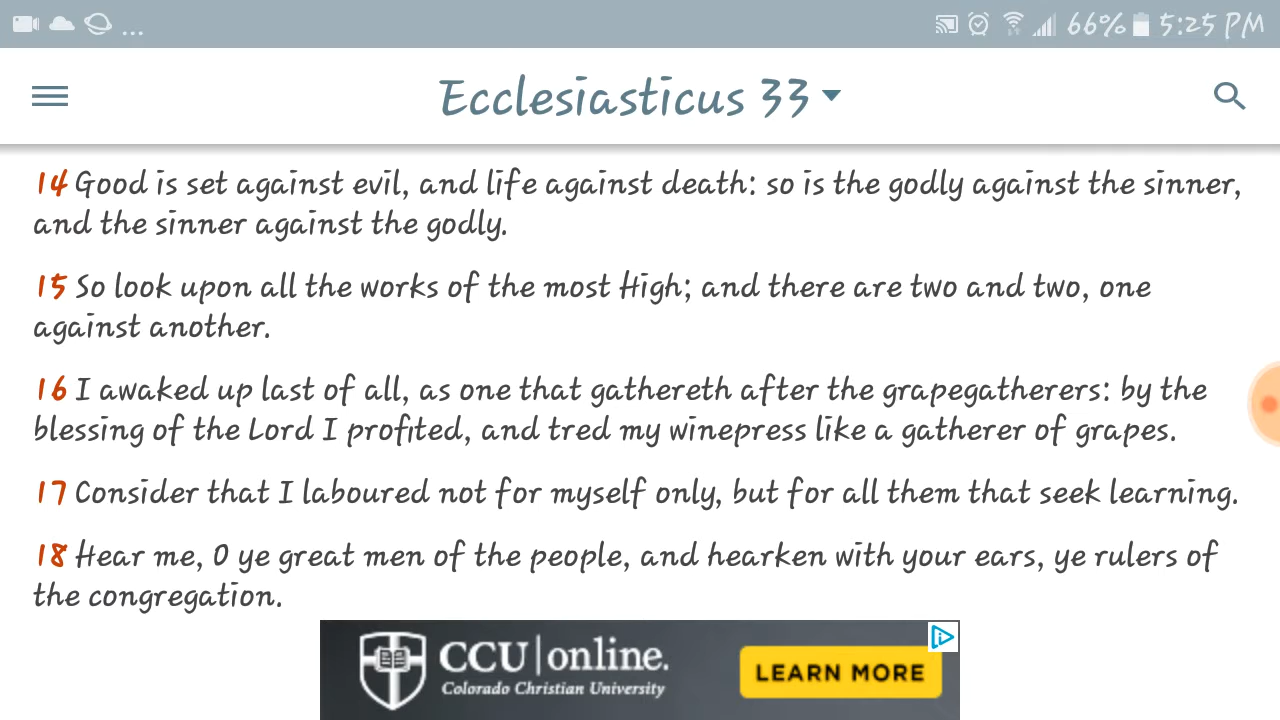 ... 66% 5:25 PM
Ecclesiasticus 33
14 Good is set against evil, and life against death: so is the godly against the sinner,
and the sinner against the godly.
15 So look upon all the works of the most High; and there are two and two, one
against another.
16 I awaked up last of all, as one that gathereth after the grapegatherers: by the
blessing of the Lord I profited, and tred my winepress like a gatherer of grapes.
17 Consider that I laboured not for myself only, but for all them that seek learning.
18 Hear me, O ye great men of the people, and hearken with your ears, ye rulers of
the congregation.
CCU | online.
Colorado Christian University
LEARN MORE